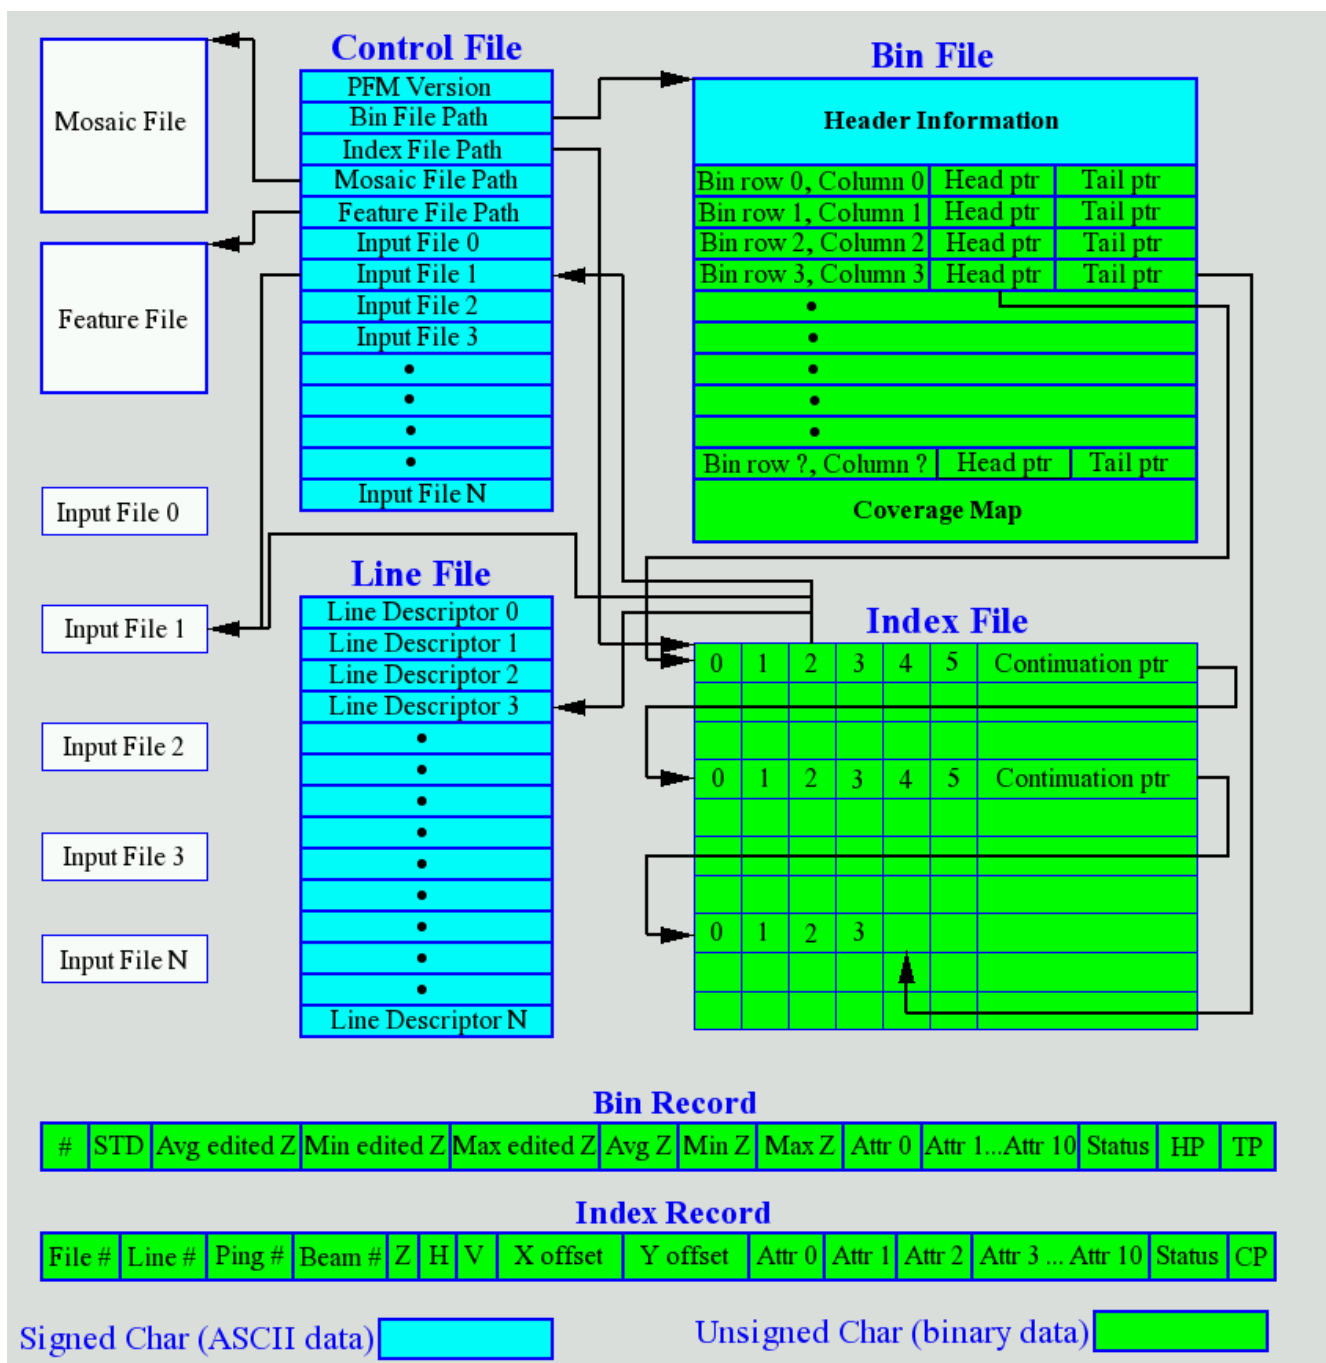 Control File
PFM Version
Bin File Path
Index File Path
Mosaic File Path
Feature File Path
Input File 0
Input File 1
Input File 2
Input File 3
Input File N
Mosaic File
Feature File
Input File 0
Input File 1
Input File 2
Input File 3
Input File N
Bin File
Header Information
Bin row 0, Column 0 Head ptr Tail ptr
Bin row 1, Column 1 Head ptr Tail ptr
Bin row 2, Column 2 Head ptr Tail ptr
Bin row 3, Column 3 Head ptr Tail ptr
Bin row ?, Column ? Head ptr Tail ptr
Coverage Map
Line File
Line Descriptor 0
Line Descriptor 1
Line Descriptor 2
Line Descriptor 3
Line Descriptor N
Index File
0 1 2 3 4 5 Continuation ptr
0 1 2 3 4 5 Continuation ptr
0 1 2 3
Bin Record
# STD Avg edited Z Min edited Z Max edited Z Avg Z Min Z Max Z Attr 0 Attr 1...Attr 10 Status HP TP
Index Record
File # Line # Ping # Beam # Z H V X offset Y offset Attr 0 Attr 1 Attr 2 Attr 3 ... Attr 10 Status CP
Signed Char (ASCII data)
Unsigned Char (binary data)